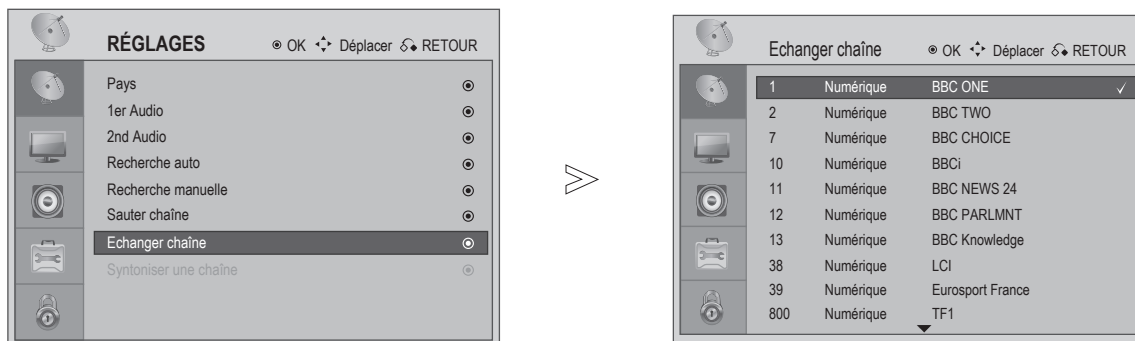 RÉGLAGES OK Déplacer RETOUR
Pays
1er Audio
2nd Audio
Recherche auto
Recherche manuelle
Sauter chaîne
Echanger chaîne
Syntoniser une chaîne
Echanger chaîne OK Déplacer RETOUR
1 Numérique BBC ONE
2 Numérique BBC TWO
7 Numérique BBC CHOICE
10 Numérique BBCi
11 Numérique BBC NEWS 24
12 Numérique BBC PARLMNT
13 Numérique BBC Knowledge
38 Numérique LCI
39 Numérique Eurosport France
800 Numérique TF1